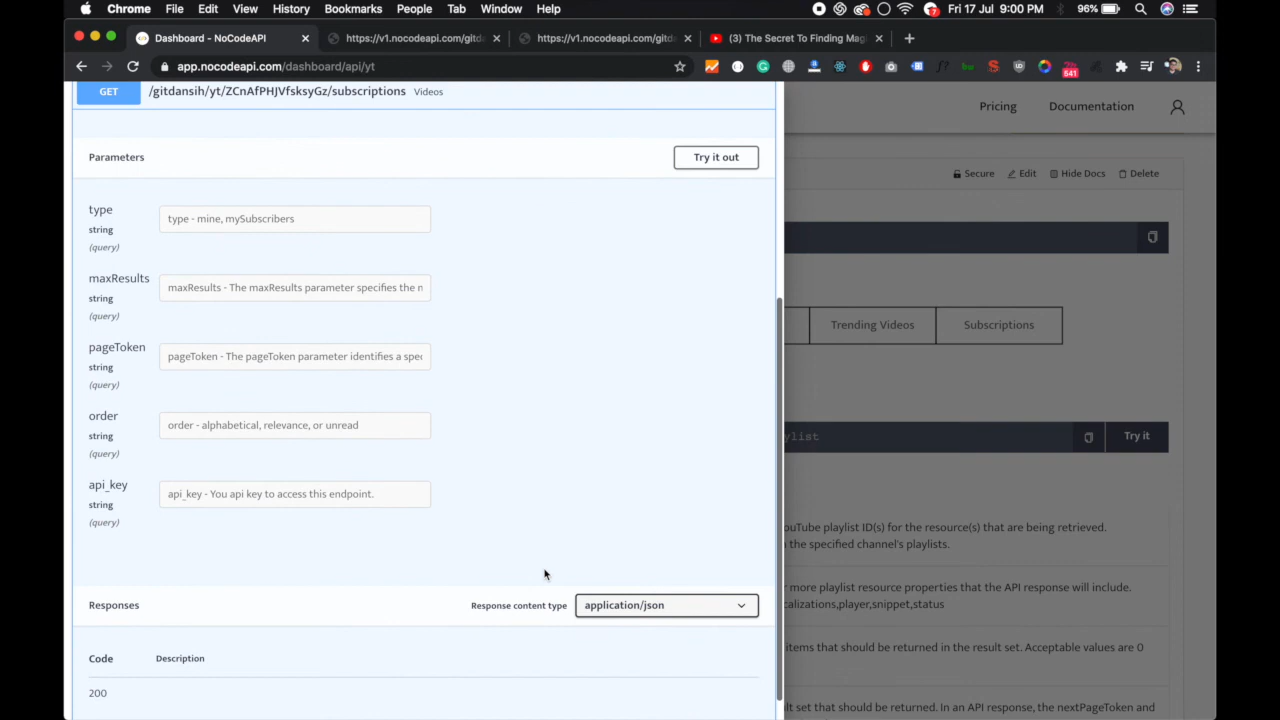 Chrome File Edit View History Bookmarks People Tab Window Help 7 Fri 17 Jul 9:00 PM 96%
Dashboard - NoCodeAPI https://v1.nocodeapi.com/gitda https://v1.nocodeapi.com/gitd (3) The Secret To Finding Mag
app.nocodeapi.com/dashboard/api/yt 541
GET /gitdansih/yt/ZCnAfPHJVfsksyGz/subscriptions Videos
Pricing Documentation
Parameters Try it out
Secure Edit Hide Docs Delete
type type - mine, mySubscribers
string
(query)
maxResults maxResults - The maxResults parameter specifies the n
string
(query)
Trending Videos Subscriptions
pageToken pageToken - The pageToken parameter identifies a spec
string
(query)
order order - alphabetical, relevance, or unread
string
(query)
ylist Try it
api_key api_key - You api key to access this endpoint.
string
(query)
ouTube playlist ID(s) for the resource(s) that are being retrieved.
n the specified channel's playlists.
r more playlist resource properties that the API response will include.
calizations,player,snippet,status
Responses Response content type application/json
items that should be returned in the result set. Acceptable values are 0
Code Description
200
ult set that should be returned. In an API response, the nextPageToken and